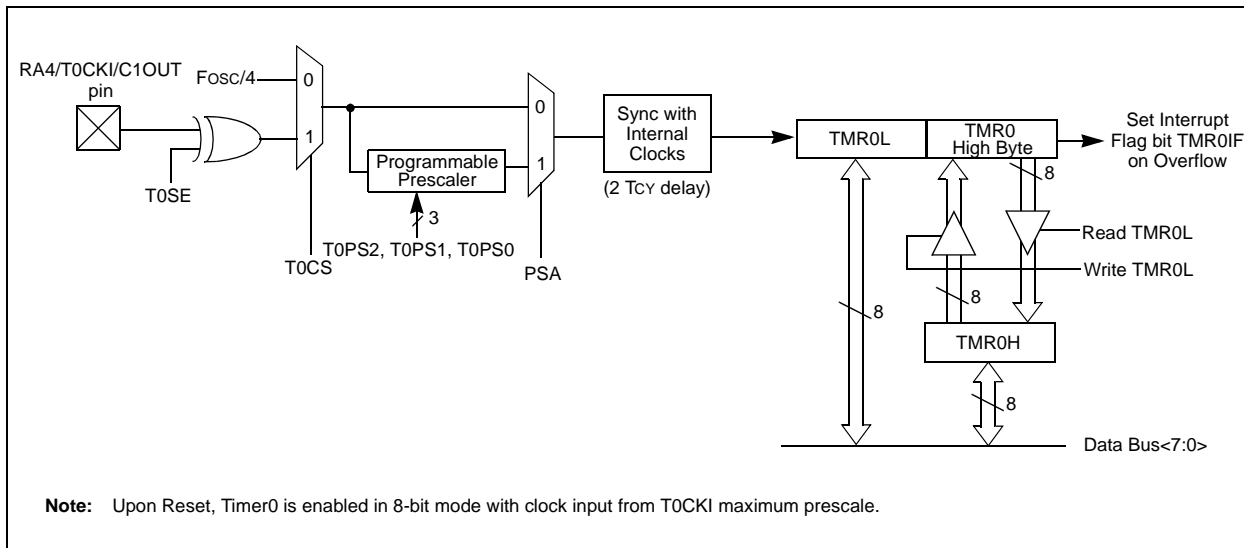 RA4/T0CKI/C1OUT
pin
FOSC/4
0
1
T0SE
T0CS
Programmable
Prescaler
3
T0PS2, T0PS1, T0PS0
0
1
PSA
Sync with
Internal
Clocks
(2 TCY delay)
TMR0L
TMR0
High Byte
Set Interrupt
Flag bit TMR0IF
on Overflow
8
Read TMR0L
Write TMR0L
8
8
TMR0H
8
Data Bus<7:0>
Note: Upon Reset, Timer0 is enabled in 8-bit mode with clock input from T0CKI maximum prescale.